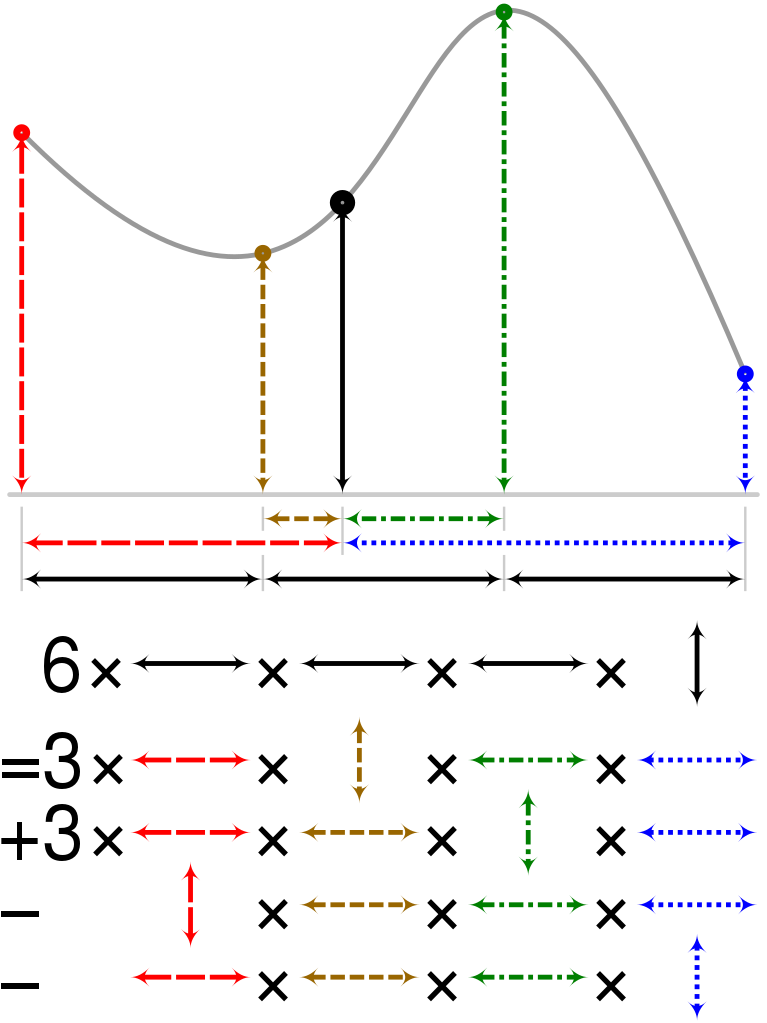 6 × ↔ × ↔ × ↔ × ↕
=3 × ↔ × ↕ × ↔ × ↔
+3 × ↔ × ↔ × ↕ × ↔
− ↕ × ↔ × ↔ × ↔
− ↔ × ↔ × ↔ × ↕